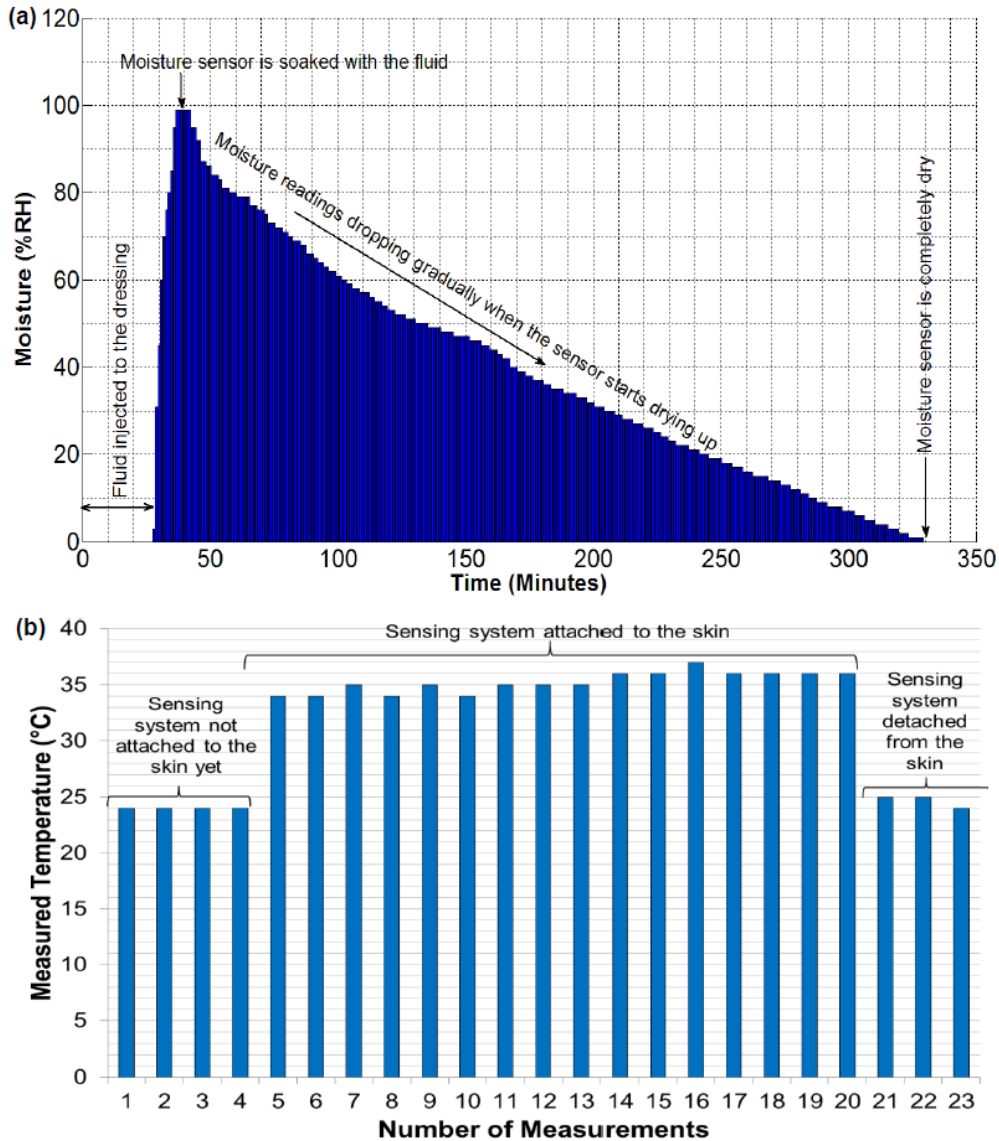 (a)
120
100
80
60
40
20
0
Moisture (%RH)
Moisture sensor is soaked with the fluid
Fluid injected to the dressing
Moisture readings dropping gradually when the sensor starts drying up
Moisture sensor is completely dry
0 50 100 150 200 250 300 350
Time (Minutes)
(b)
40
35
30
25
20
15
10
5
0
Measured Temperature (°C)
Sensing system attached to the skin
Sensing
system not
attached to the
skin yet
Sensing
system
detached
from the
skin
1 2 3 4 5 6 7 8 9 10 11 12 13 14 15 16 17 18 19 20 21 22 23
Number of Measurements